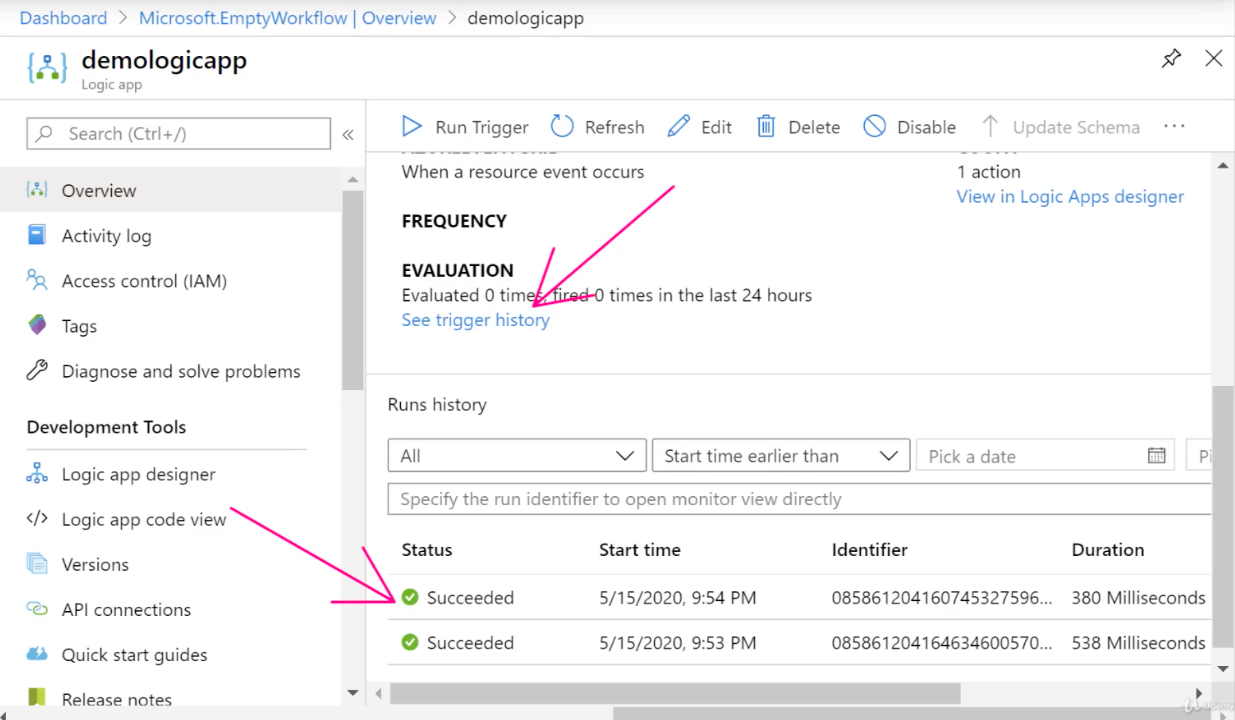 Dashboard > Microsoft.EmptyWorkflow | Overview > demologicapp
demologicapp
Logic app
Search (Ctrl+/)
«
Overview
Activity log
Access control (IAM)
Tags
Diagnose and solve problems
Development Tools
Logic app designer
Logic app code view
Versions
API connections
Quick start guides
Release notes
Run Trigger
Refresh
Edit
Delete
Disable
Update Schema
...
When a resource event occurs
1 action
View in Logic Apps designer
FREQUENCY
EVALUATION
Evaluated 0 times, fired 0 times in the last 24 hours
See trigger history
Runs history
All
Start time earlier than
Pick a date
Specify the run identifier to open monitor view directly
Status Start time Identifier Duration
Succeeded 5/15/2020, 9:54 PM 085861204160745327596... 380 Milliseconds
Succeeded 5/15/2020, 9:53 PM 085861204164634600570... 538 Milliseconds
Udemy